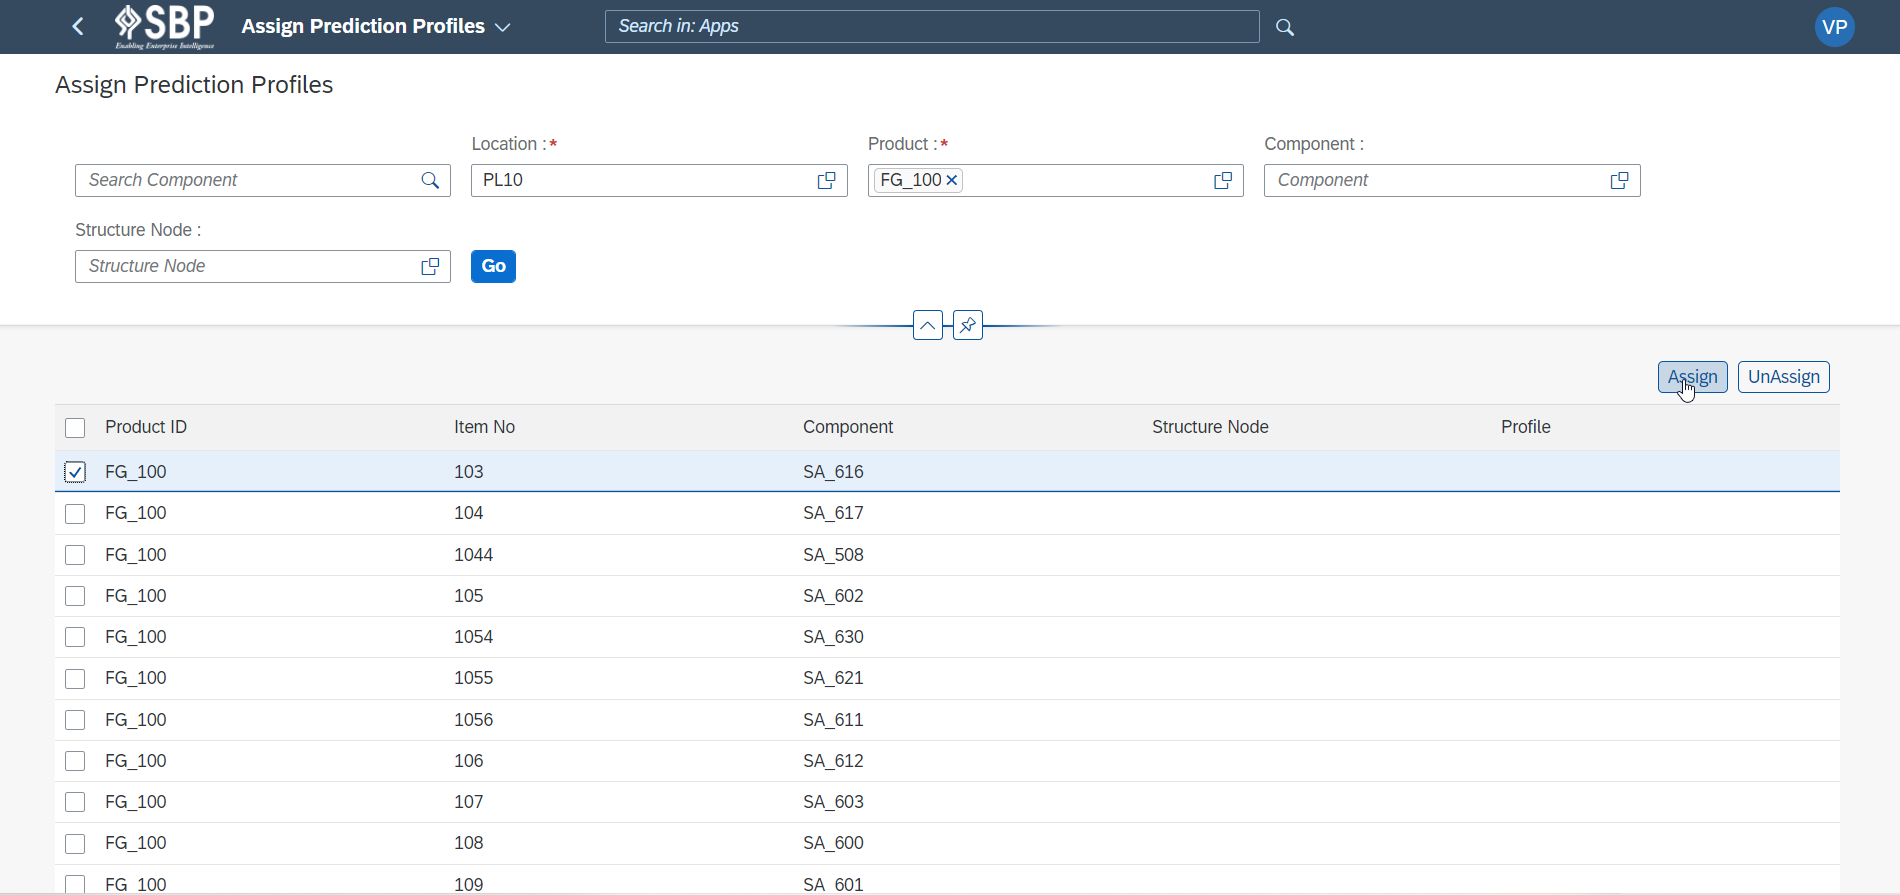 SBP
Enabling Enterprise Intelligence
Assign Prediction Profiles
Search in: Apps
VP
Assign Prediction Profiles
Location :* Product :* Component :
Search Component PL10 FG_100 Component
Structure Node :
Structure Node Go
Assign UnAssign
Product ID Item No Component Structure Node Profile
FG_100 103 SA_616
FG_100 104 SA_617
FG_100 1044 SA_508
FG_100 105 SA_602
FG_100 1054 SA_630
FG_100 1055 SA_621
FG_100 1056 SA_611
FG_100 106 SA_612
FG_100 107 SA_603
FG_100 108 SA_600
FG_100 109 SA_601